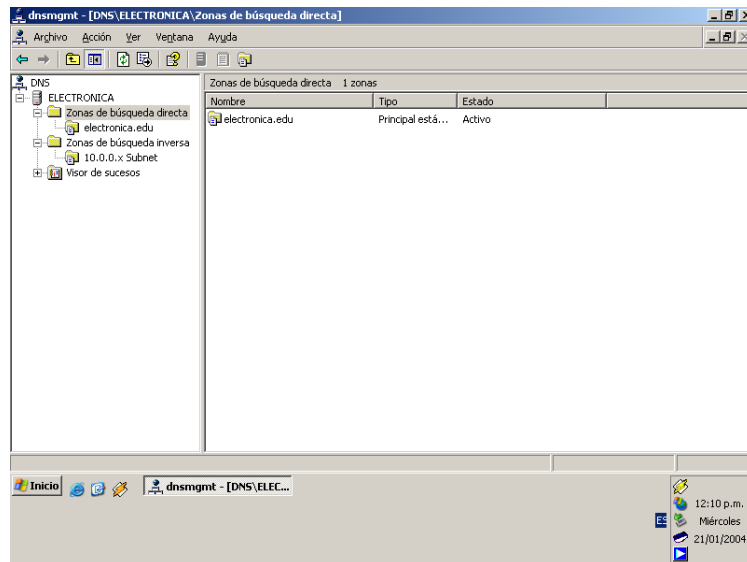 dnsmgmt - [DNS\ELECTRONICA\Zonas de búsqueda directa]
Archivo Acción Ver Ventana Ayuda
DNS
ELECTRONICA
Zonas de búsqueda directa
electronica.edu
Zonas de búsqueda inversa
10.0.0.x Subnet
Visor de sucesos
Zonas de búsqueda directa 1 zonas
Nombre Tipo Estado
electronica.edu Principal está... Activo
Inicio dnsmgmt - [DNS\ELEC...
12:10 p.m.
ES Miércoles
21/01/2004